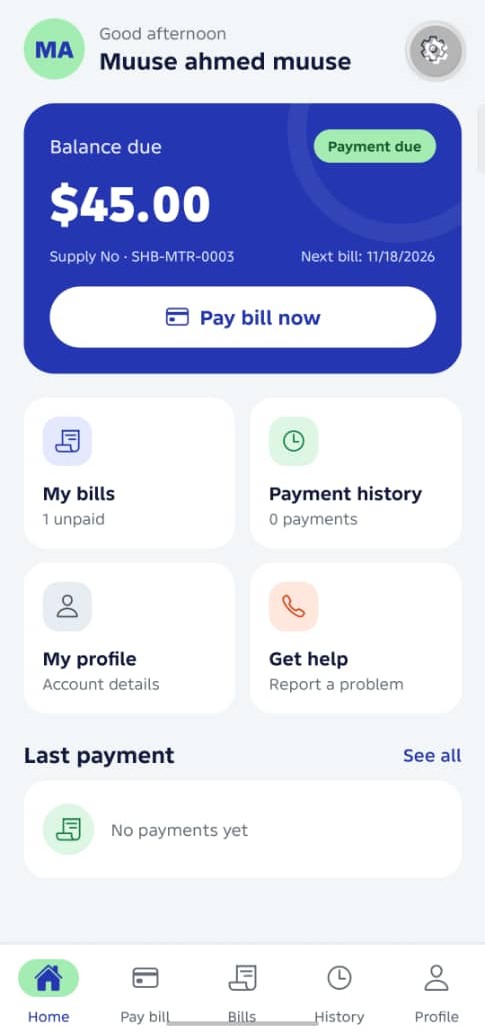 MA
Good afternoon
Muuse ahmed muuse
Balance due
Payment due
$45.00
Supply No · SHB-MTR-0003
Next bill: 11/18/2026
Pay bill now
My bills
1 unpaid
Payment history
0 payments
My profile
Account details
Get help
Report a problem
Last payment
See all
No payments yet
Home
Pay bill
Bills
History
Profile